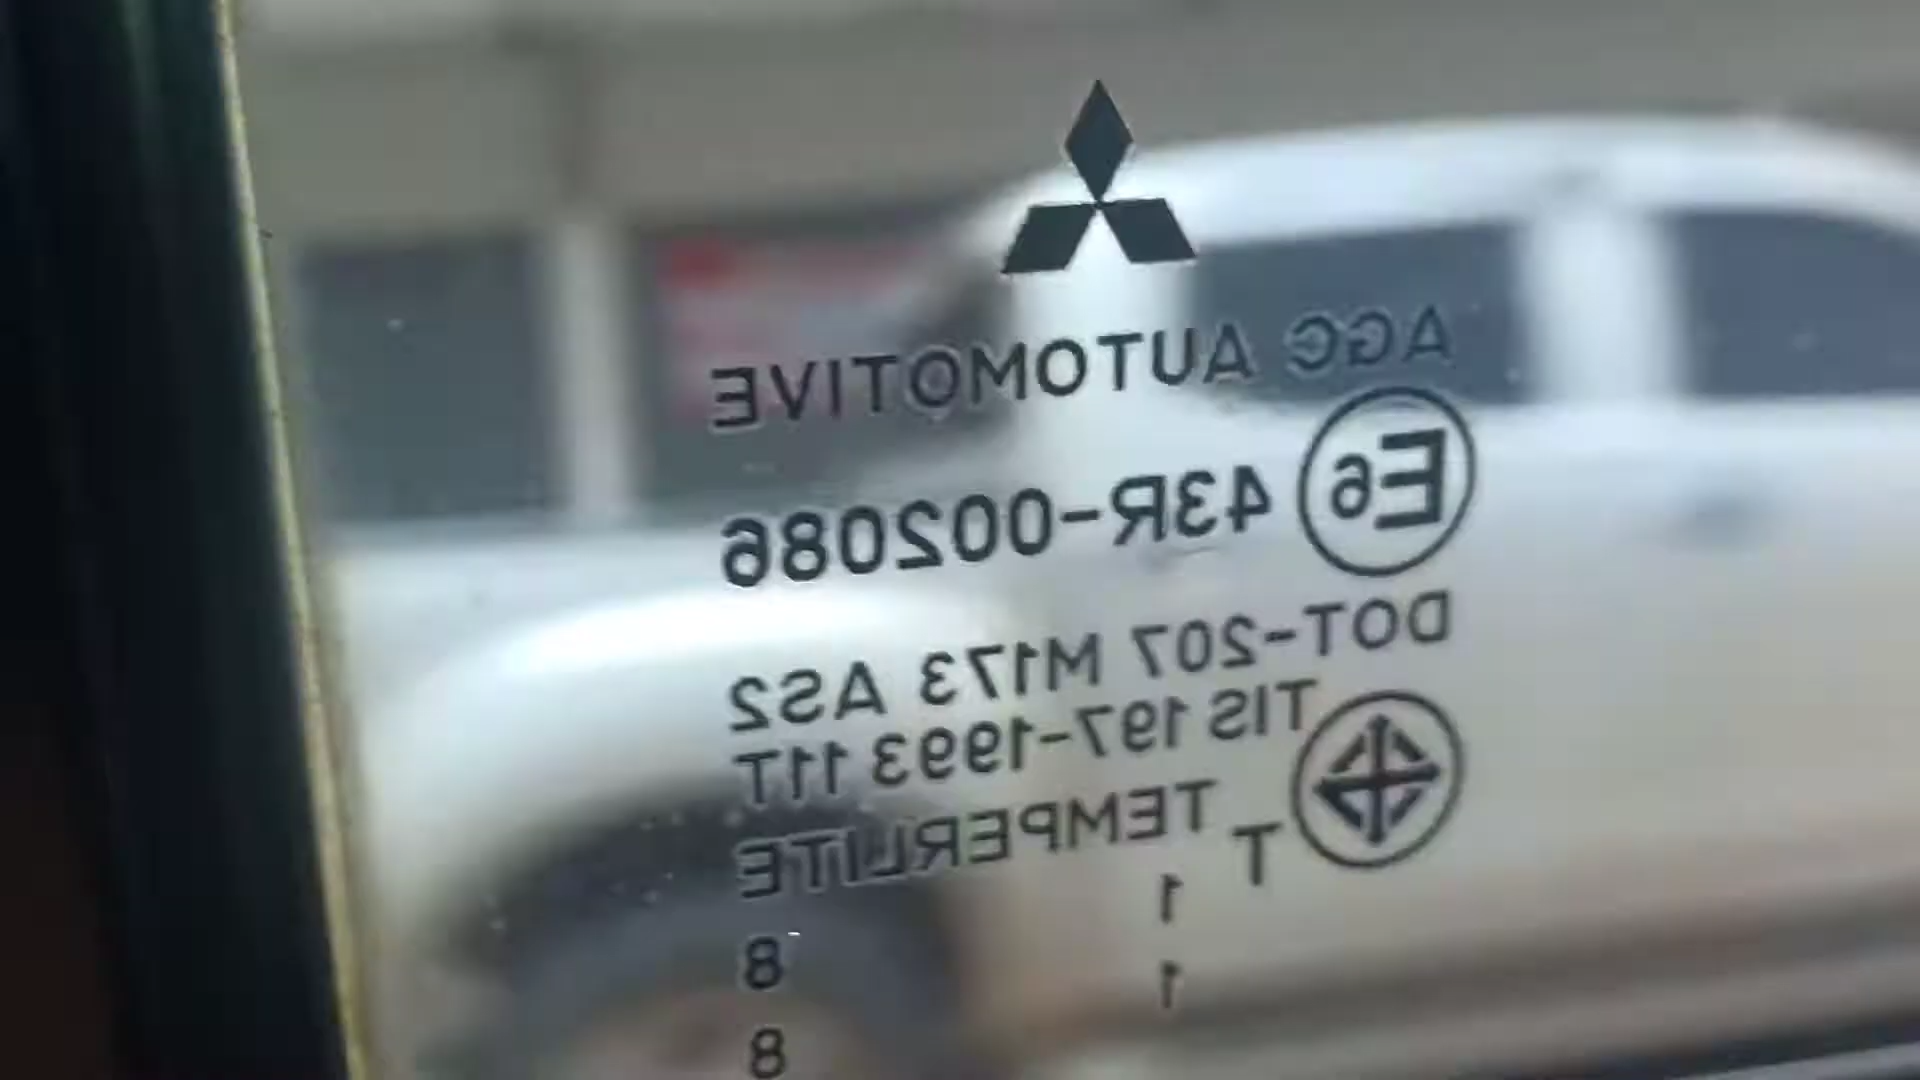 AGC AUTOMOTIVE
E6 43R-002086
DOT-207 M173 AS2
TIS 197-1993 11T
TEMPERLITE
T
1 8
1 8